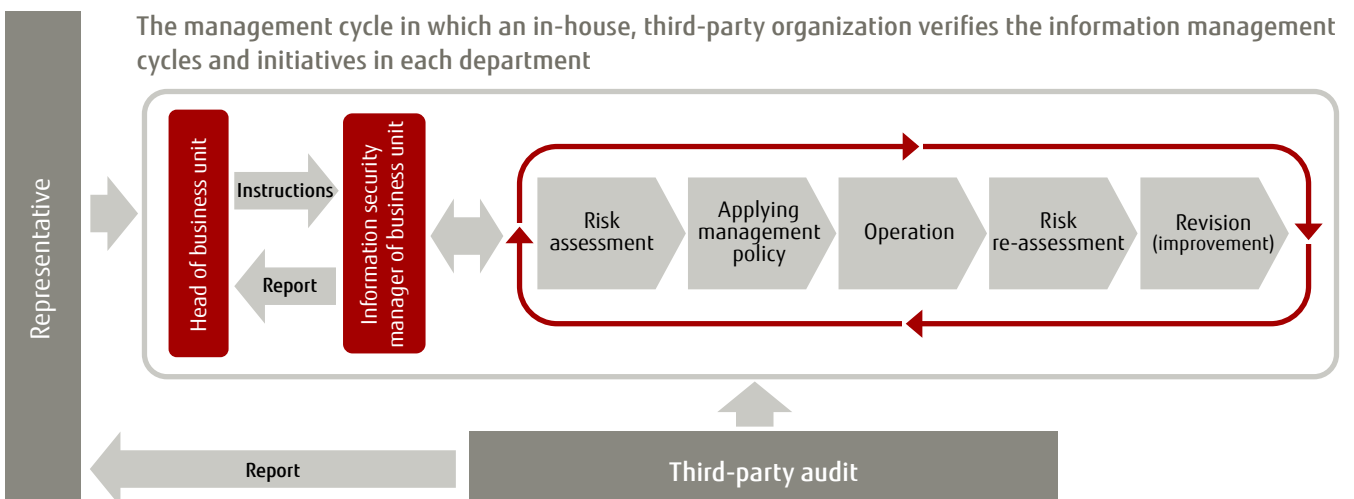 The management cycle in which an in-house, third-party organization verifies the information management
cycles and initiatives in each department
Representative
Head of business unit
Instructions
Report
Information security
manager of business unit
Risk
assessment
Applying
management
policy
Operation
Risk
re-assessment
Revision
(improvement)
Report
Third-party audit